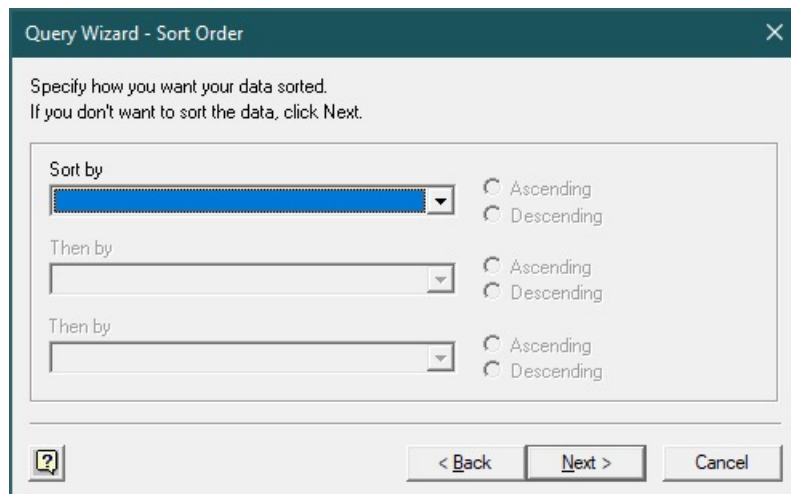 Query Wizard - Sort Order
Specify how you want your data sorted.
If you don't want to sort the data, click Next.
Sort by
Ascending
Descending
Then by
Ascending
Descending
Then by
Ascending
Descending
< Back
Next >
Cancel